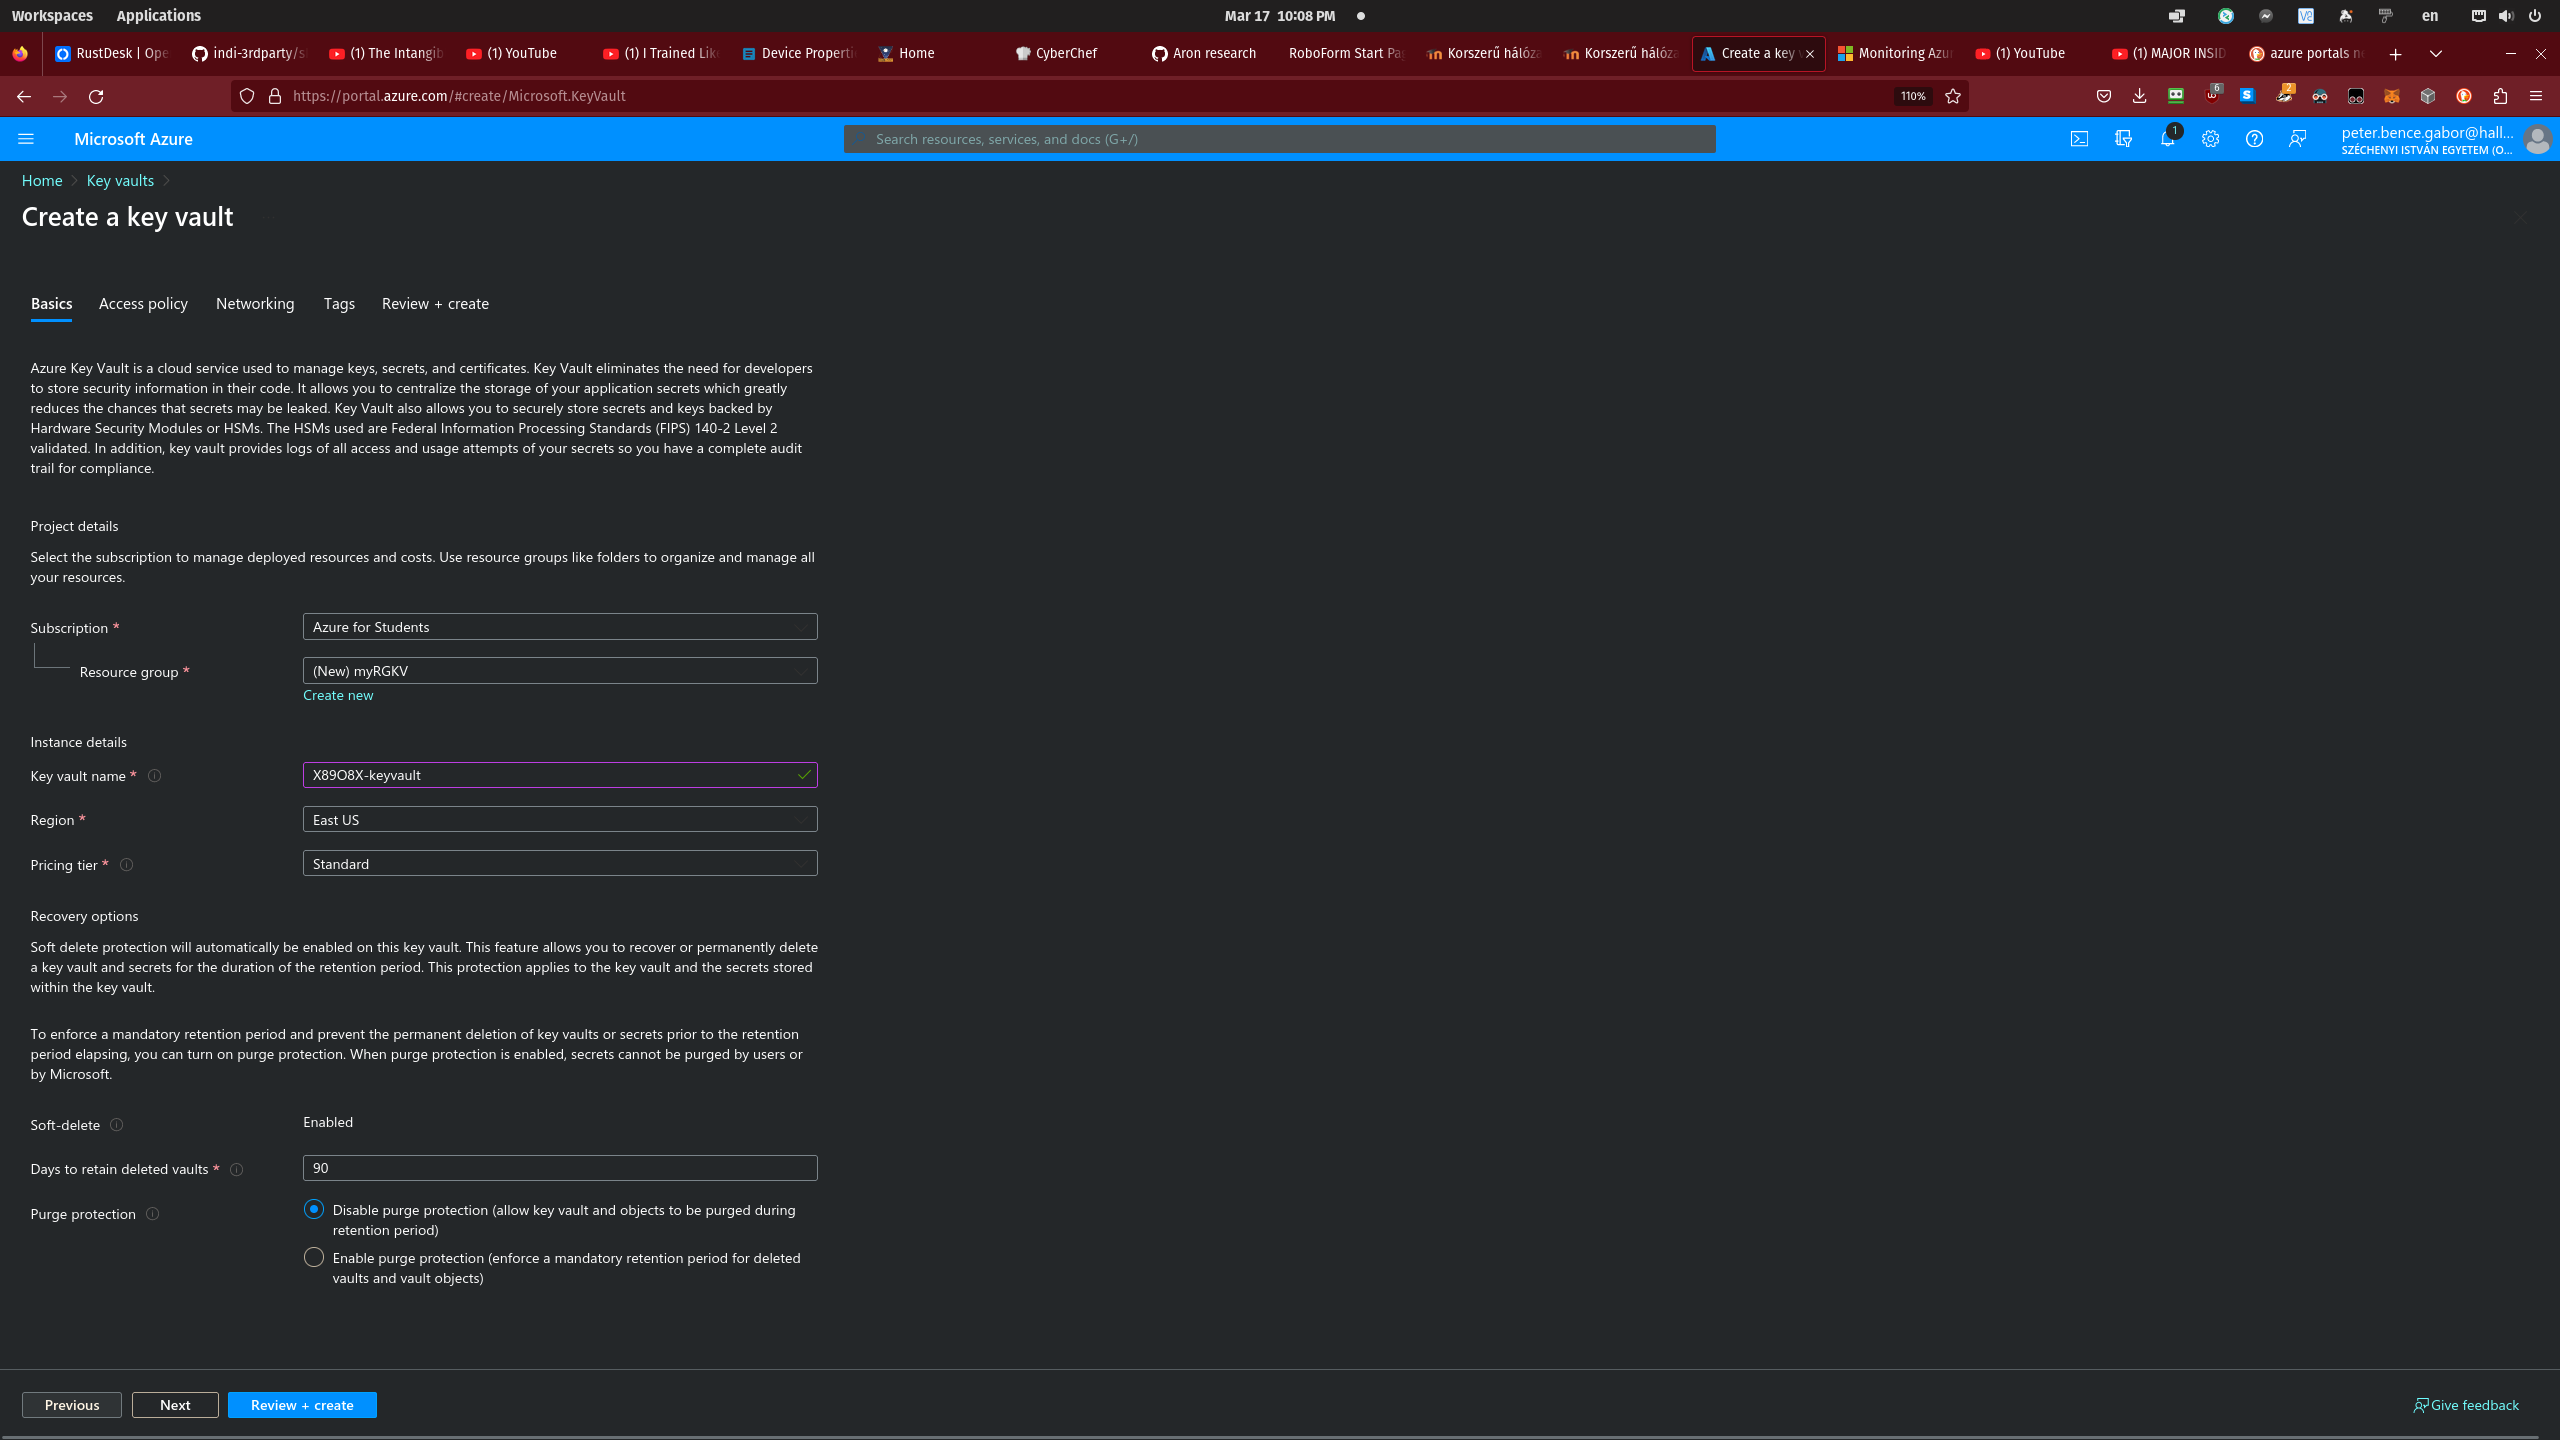 Workspaces Applications Mar 17 10:08 PM en
RustDesk | Ope indi-3rdparty/s (1) The Intangib (1) YouTube (1) I Trained Lik Device Properti Home CyberChef Aron research RoboForm Start Pa Korszerű hálóza Korszerű hálóza Create a key v Monitoring Azur (1) YouTube (1) MAJOR INSID azure portals n
https://portal.azure.com/#create/Microsoft.KeyVault 110% 6 2
Microsoft Azure Search resources, services, and docs (G+/) 1 peter.bence.gabor@hall...
SZÉCHENYI ISTVÁN EGYETEM (O...
Home Key vaults
Create a key vault
Basics Access policy Networking Tags Review + create
Azure Key Vault is a cloud service used to manage keys, secrets, and certificates. Key Vault eliminates the need for developers
to store security information in their code. It allows you to centralize the storage of your application secrets which greatly
reduces the chances that secrets may be leaked. Key Vault also allows you to securely store secrets and keys backed by
Hardware Security Modules or HSMs. The HSMs used are Federal Information Processing Standards (FIPS) 140-2 Level 2
validated. In addition, key vault provides logs of all access and usage attempts of your secrets so you have a complete audit
trail for compliance.
Project details
Select the subscription to manage deployed resources and costs. Use resource groups like folders to organize and manage all
your resources.
Subscription * Azure for Students
Resource group * (New) myRGKV
Create new
Instance details
Key vault name * X89O8X-keyvault
Region * East US
Pricing tier * Standard
Recovery options
Soft delete protection will automatically be enabled on this key vault. This feature allows you to recover or permanently delete
a key vault and secrets for the duration of the retention period. This protection applies to the key vault and the secrets stored
within the key vault.
To enforce a mandatory retention period and prevent the permanent deletion of key vaults or secrets prior to the retention
period elapsing, you can turn on purge protection. When purge protection is enabled, secrets cannot be purged by users or
by Microsoft.
Soft-delete Enabled
Days to retain deleted vaults * 90
Purge protection Disable purge protection (allow key vault and objects to be purged during
retention period)
Enable purge protection (enforce a mandatory retention period for deleted
vaults and vault objects)
Previous Next Review + create Give feedback